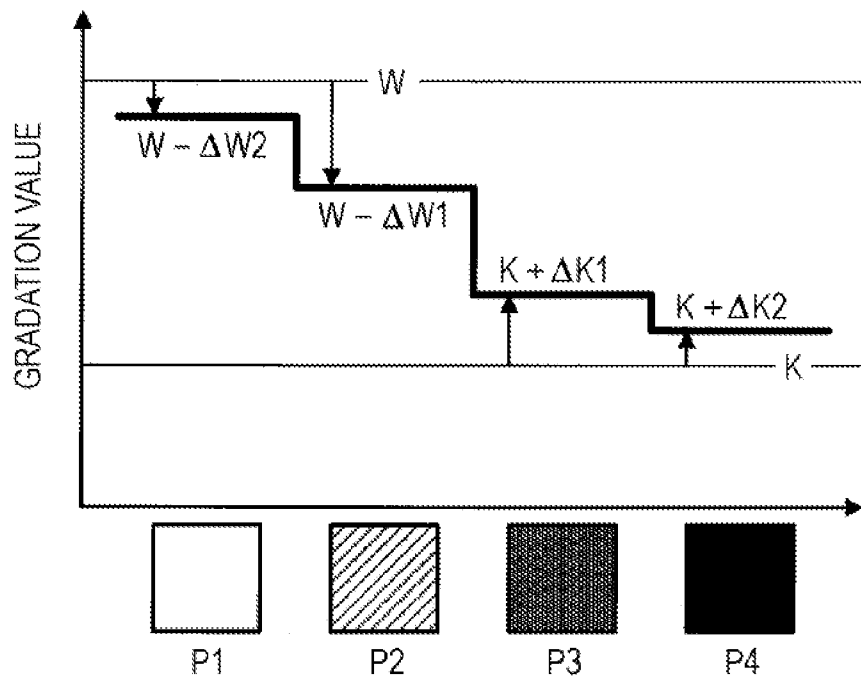 W
W – ΔW2
W – ΔW1
K + ΔK1
K + ΔK2
K
GRADATION VALUE
P1 P2 P3 P4